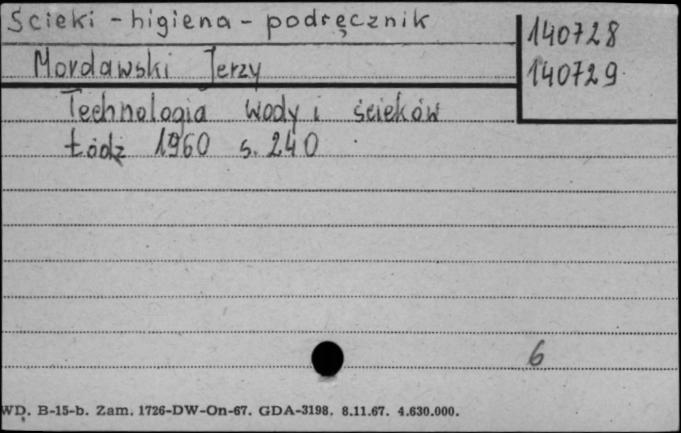 Ścieki - higiena - podręcznik
140728
Mordawski Jerzy
140729
Technologia wody i ścieków
Łódź 1960 s. 240
6
WD. B-15-b. Zam. 1726-DW-On-67. GDA-3198. 8.11.67. 4.630.000.